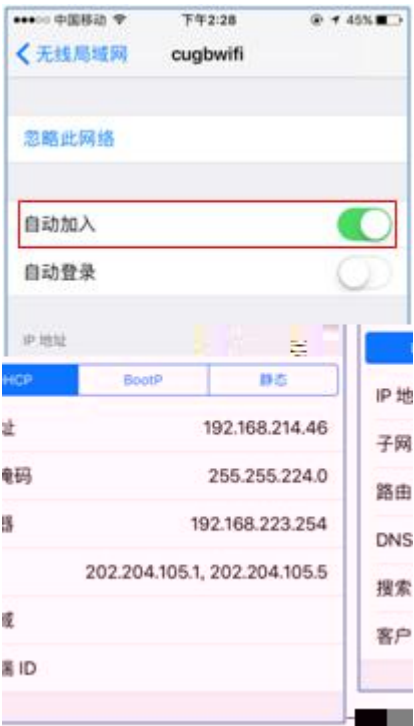 中国移动 下午2:28 45%
无线局域网 cugbwifi
忽略此网络
自动加入
自动登录
IP 地址
HCP BootP 静态
址 192.168.214.46
掩码 255.255.224.0
器 192.168.223.254
202.204.105.1, 202.204.105.5
域
端 ID
IP 地
子网
路由
DNS
搜索
客户